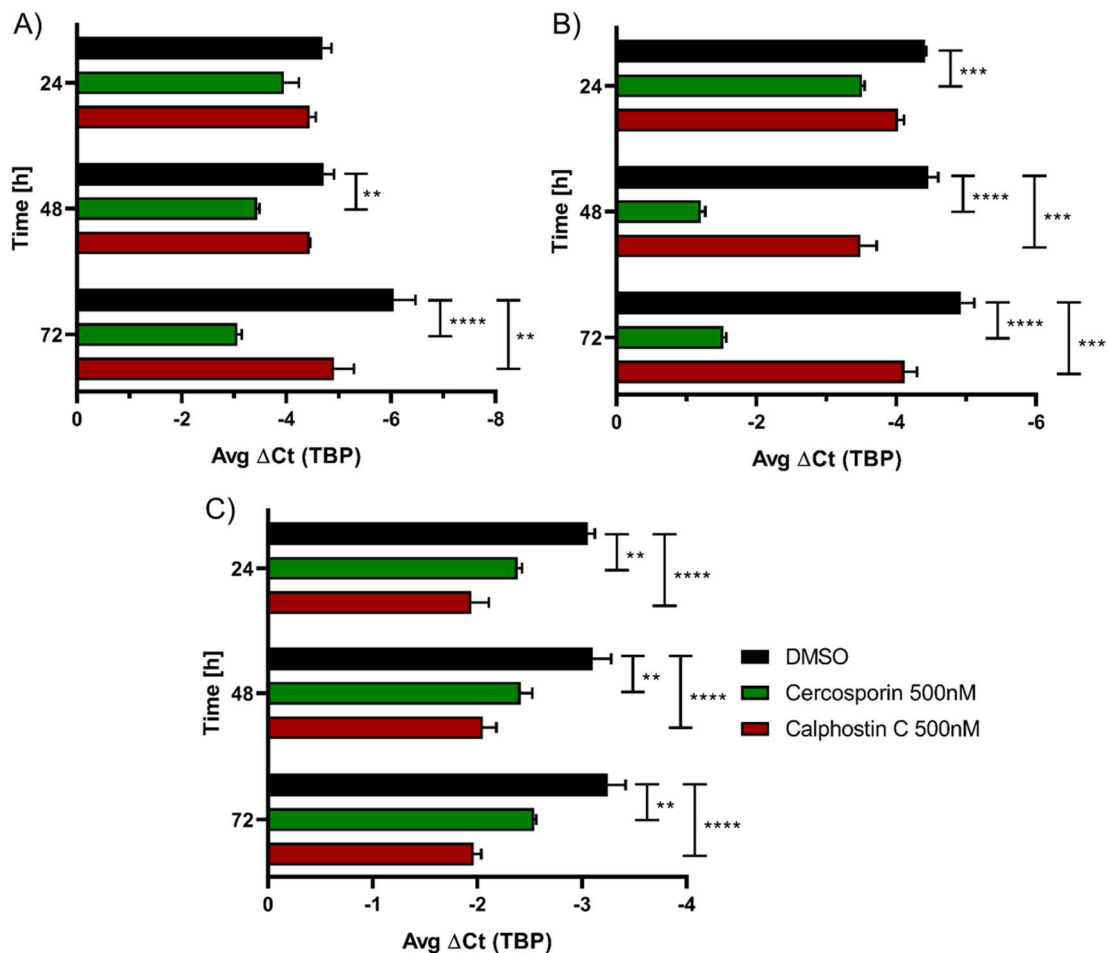 A)
24
**
48
Time [h]
****
**
72
0 -2 -4 -6 -8
Avg ΔCt (TBP)
B)
24
***
****
***
48
Time [h]
****
***
72
0 -2 -4 -6
Avg ΔCt (TBP)
C)
**
****
24
**
****
48
Time [h]
**
****
72
0 -1 -2 -3 -4
Avg ΔCt (TBP)
DMSO
Cercosporin 500nM
Calphostin C 500nM